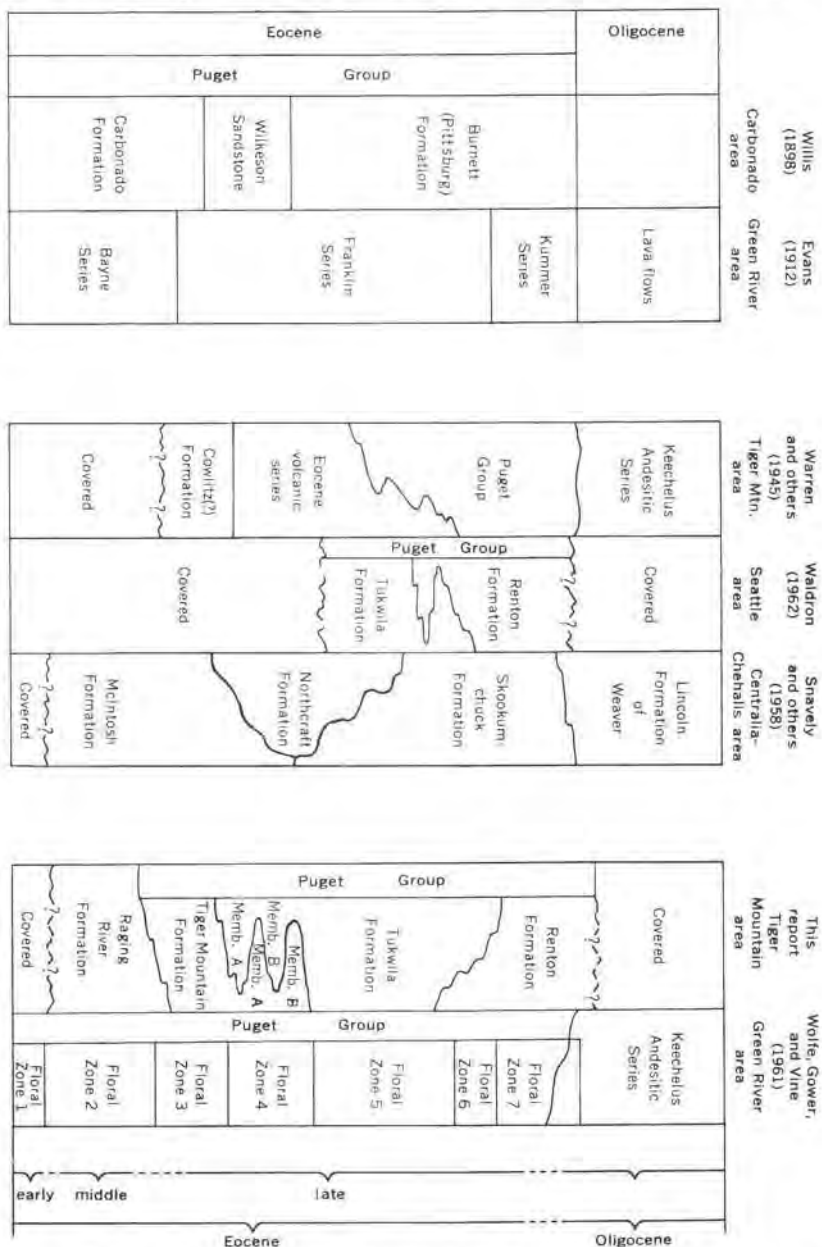 Eocene
Oligocene
Puget Group
Willis
(1898)
Carbonado
area
Carbonado
Formation
Wilkeson
Sandstone
Burnett
(Pittsburg)
Formation
Evans
(1912)
Green River
area
Bayne
Series
Franklin
Series
Kummer
Series
Lava flows
Warren
and others
(1945)
Tiger Mtn.
area
Covered
?
?
Cowlitz(?)
Formation
Eocene
volcanic
series
Puget
Group
Keechelus
Andesitic
Series
Waldron
(1962)
Seattle
area
Covered
?
?
Puget Group
Tukwila
Formation
Renton
Formation
?
?
Covered
Snavely
and others
(1958)
Centralia-
Chehalis area
Covered
?
?
McIntosh
Formation
Northcraft
Formation
Skookum-
chuck
Formation
Lincoln
Formation
of
Weaver
This
report
Tiger
Mountain
area
Covered
?
?
Raging
River
Formation
Puget Group
Tiger Mountain
Formation
Memb. A
Memb. B
Memb. A
Memb. B
Tukwila
Formation
Renton
Formation
?
?
Covered
Wolfe, Gower,
and Vine
(1961)
Green River
area
Puget Group
Floral
Zone 1
Floral
Zone 2
Floral
Zone 3
Floral
Zone 4
Floral
Zone 5
Floral
Zone 6
Floral
Zone 7
Keechelus
Andesitic
Series
early
middle
late
Eocene
Oligocene